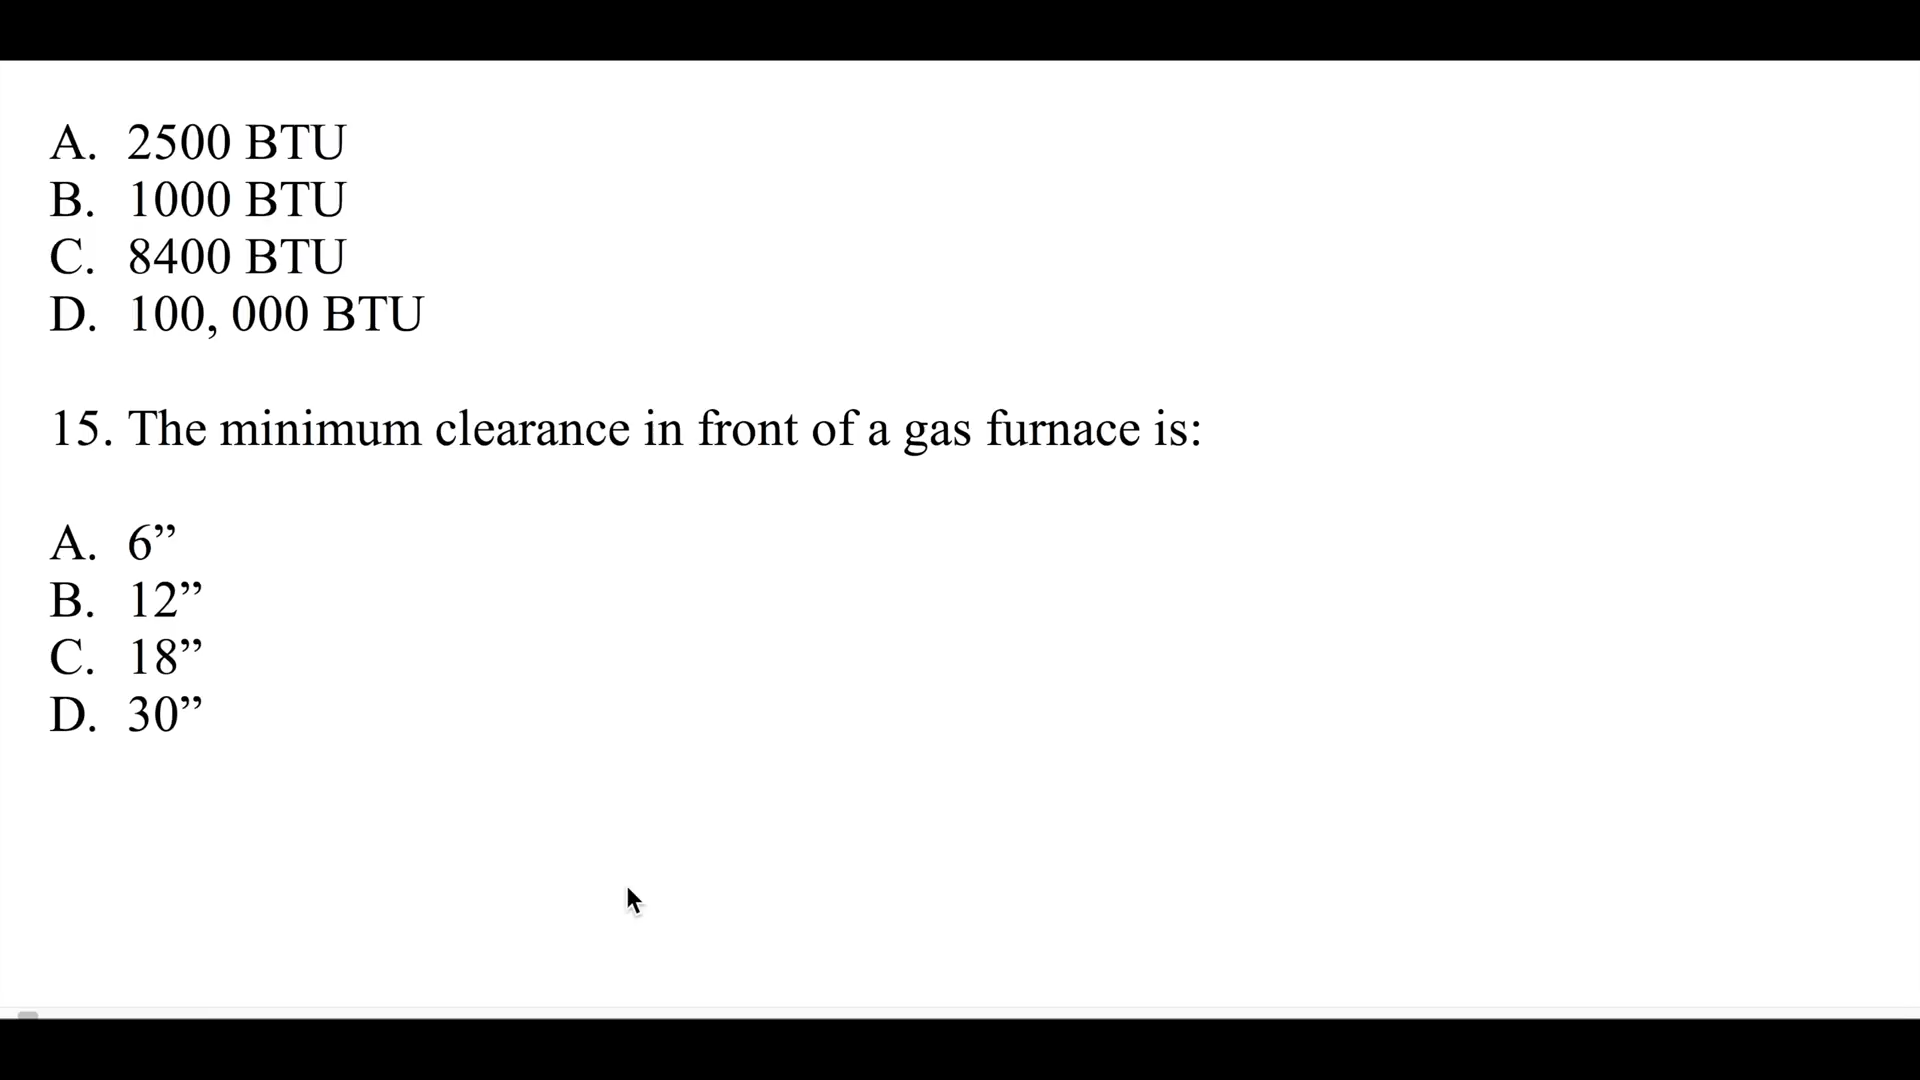 A. 2500 BTU
B. 1000 BTU
C. 8400 BTU
D. 100, 000 BTU
15. The minimum clearance in front of a gas furnace is:
A. 6”
B. 12”
C. 18”
D. 30”